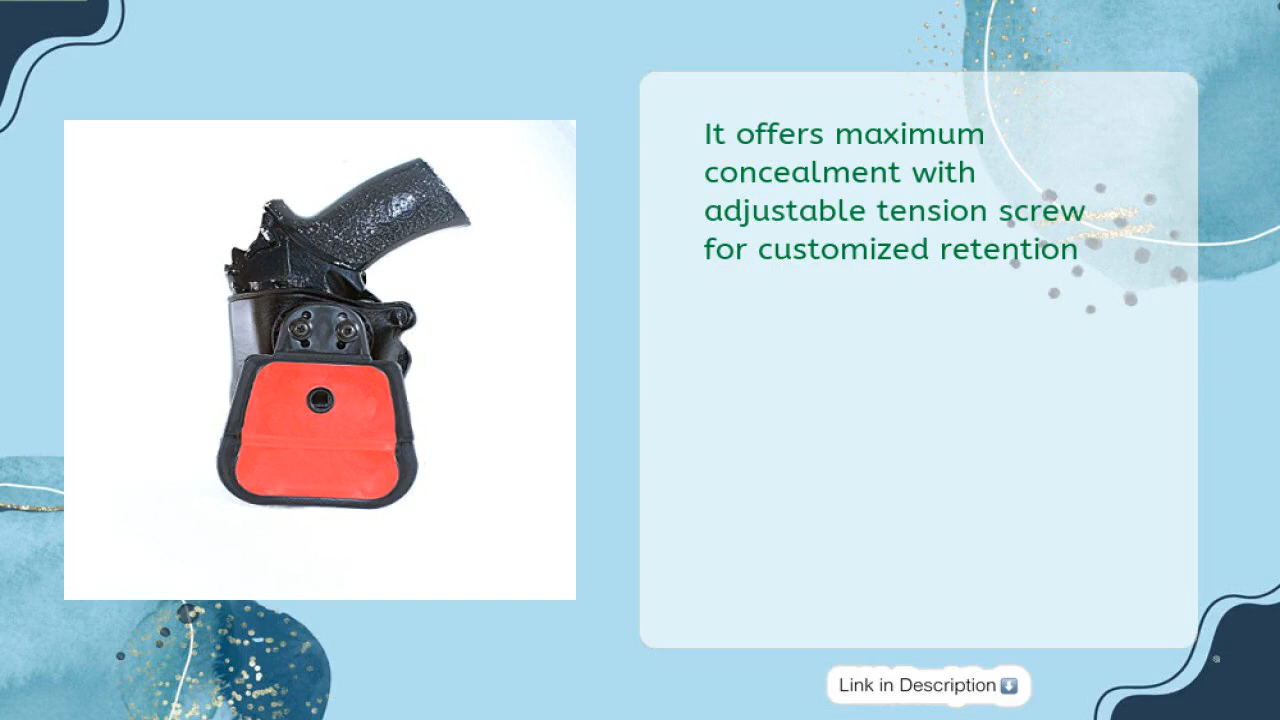 It offers maximum
concealment with
adjustable tension screw
for customized retention
Link in Description ⬇️